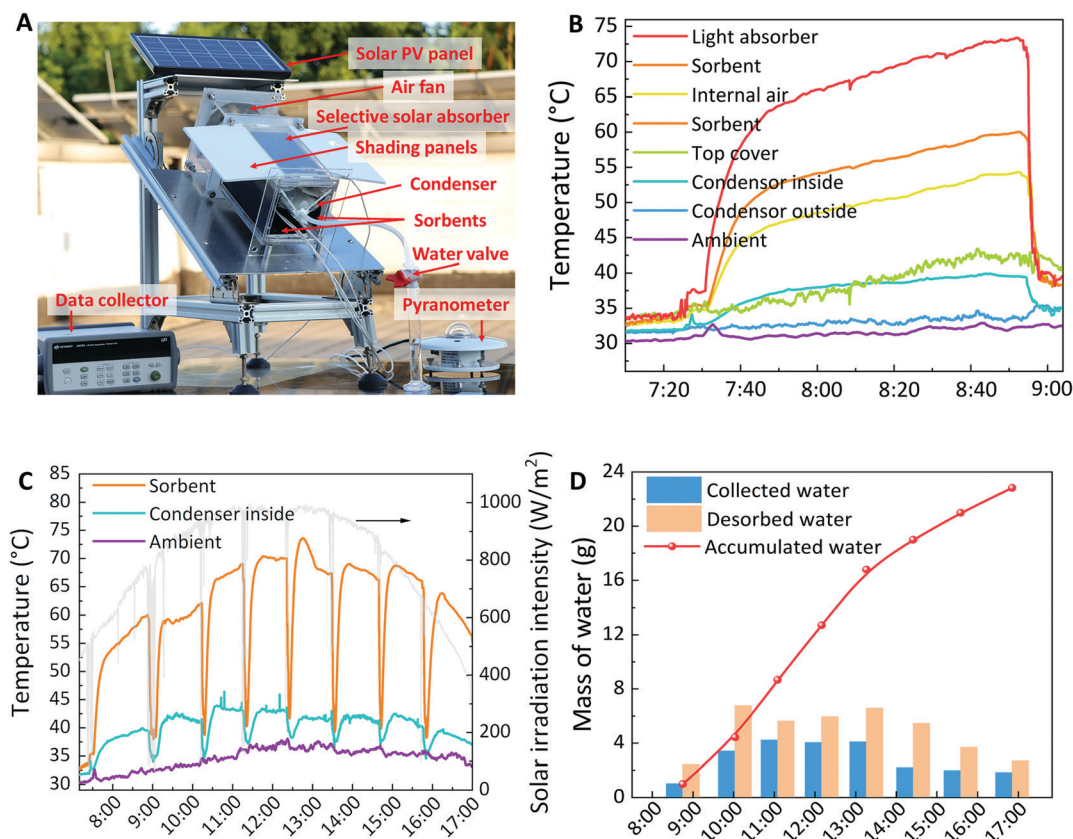 A
Solar PV panel
Air fan
Selective solar absorber
Shading panels
Condenser
Sorbents
Water valve
Data collector
Pyranometer
B
Temperature (°C)
75
70
65
60
55
50
45
40
35
30
Light absorber
Sorbent
Internal air
Sorbent
Top cover
Condensor inside
Condensor outside
Ambient
7:20
7:40
8:00
8:20
8:40
9:00
C
Temperature (°C)
85
80
75
70
65
60
55
50
45
40
35
30
Sorbent
Condenser inside
Ambient
1000
800
600
400
200
0
Solar irradiation intensity (W/m²)
8:00
9:00
10:00
11:00
12:00
13:00
14:00
15:00
16:00
17:00
D
Mass of water (g)
24
20
16
12
8
4
0
Collected water
Desorbed water
Accumulated water
8:00
9:00
10:00
11:00
12:00
13:00
14:00
15:00
16:00
17:00